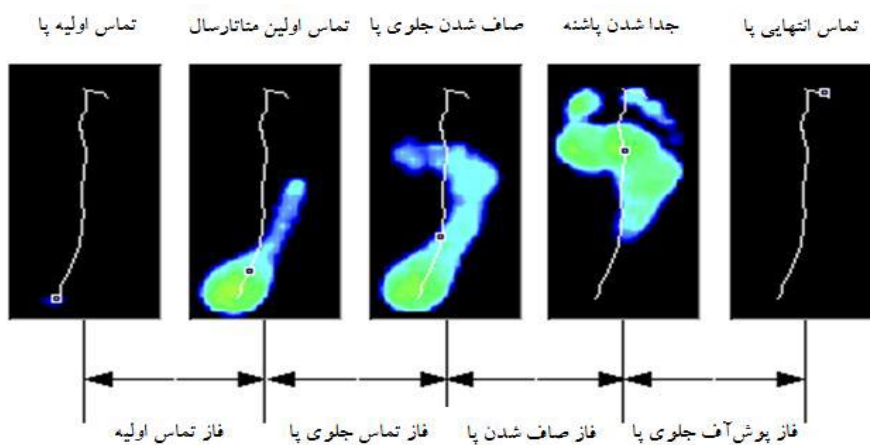 تماس اولیه پا
تماس اولین متاتارسال
صاف شدن جلوی پا
جدا شدن پاشنه
تماس انتهایی پا
فاز تماس اولیه
فاز تماس جلوی پا
فاز صاف شدن پا
فاز پوش‌آف جلوی پا